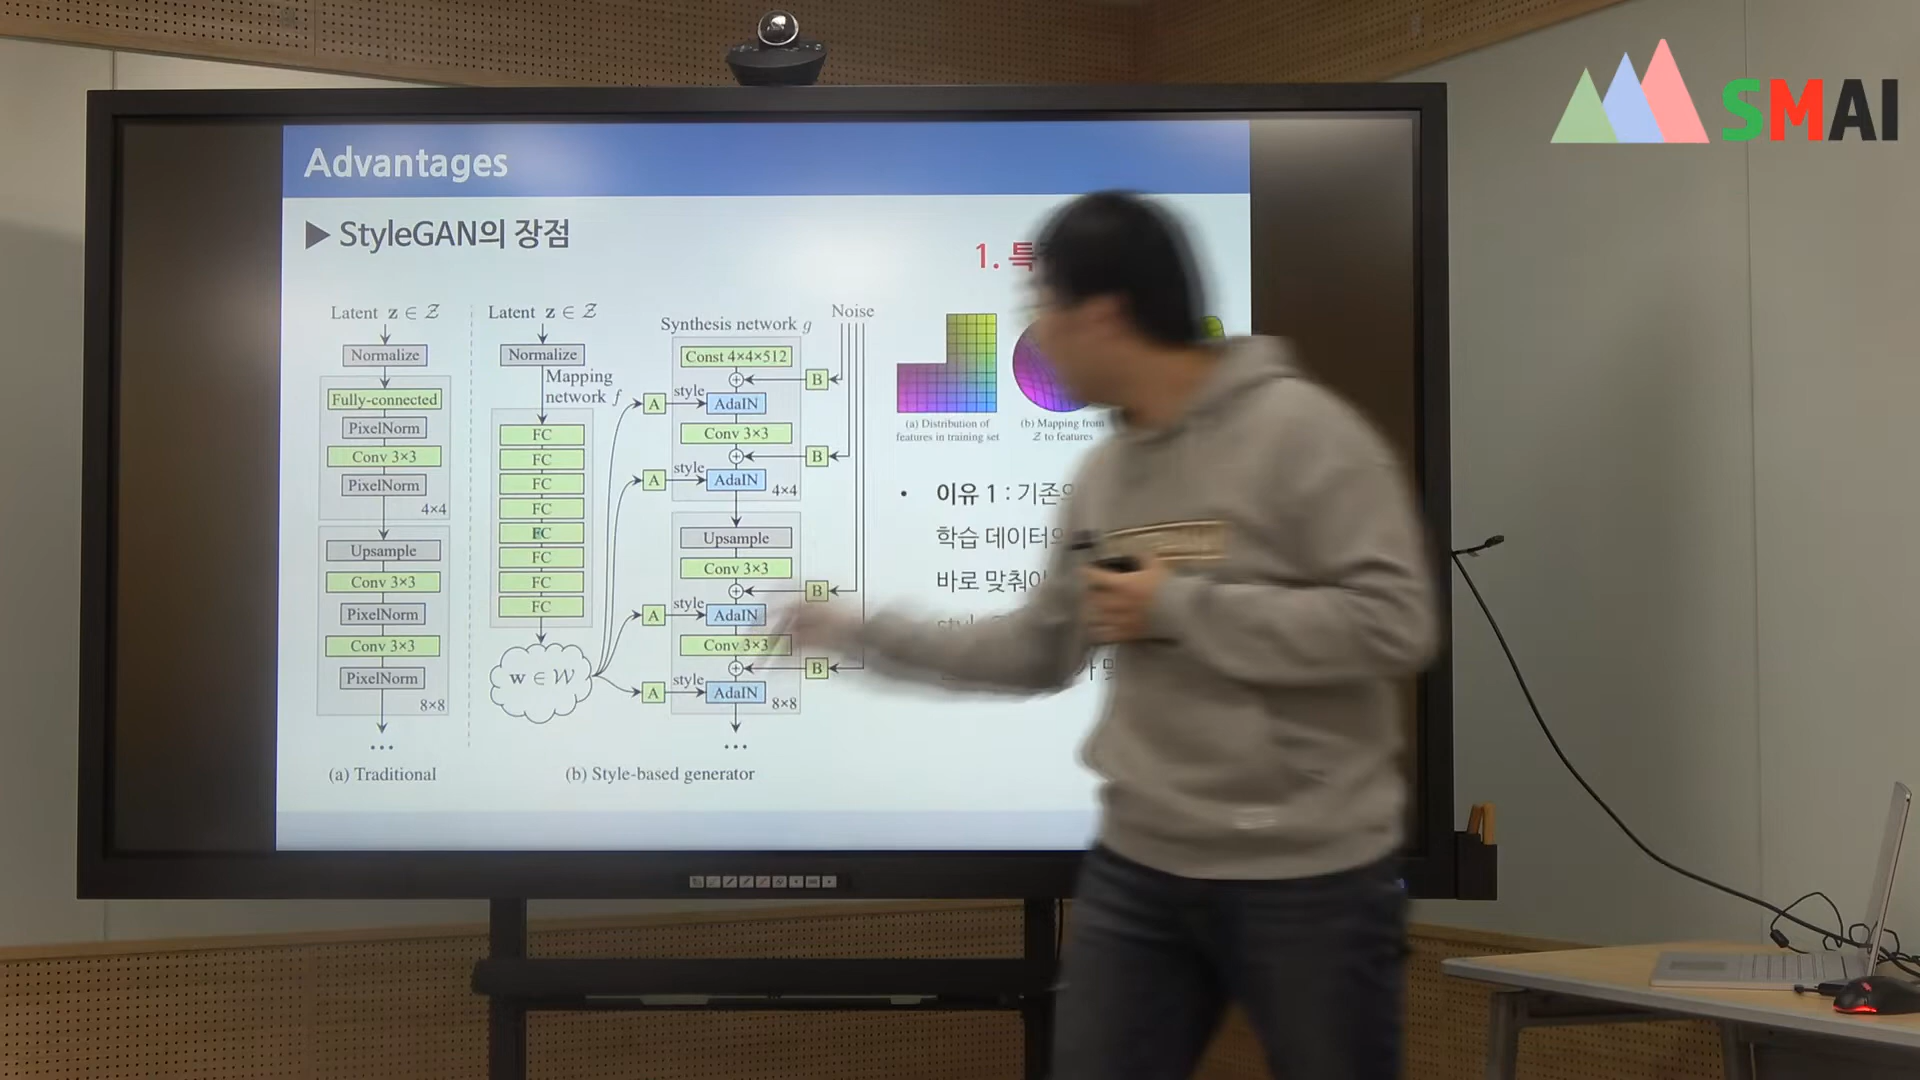 SMAI
Advantages
▶ StyleGAN의 장점
1.
Latent z ∈ Z
Normalize
Fully-connected
PixelNorm
Conv 3×3
PixelNorm
4×4
Upsample
Conv 3×3
PixelNorm
Conv 3×3
PixelNorm
8×8
...
(a) Traditional
Latent z ∈ Z
Normalize
Mapping
network f
FC
FC
FC
FC
FC
FC
FC
FC
w ∈ W
Synthesis network g
Noise
Const 4×4×512
B
A style AdaIN
Conv 3×3
B
A style AdaIN
4×4
Upsample
Conv 3×3
B
A style AdaIN
Conv 3×3
B
A style AdaIN
8×8
...
(b) Style-based generator
(a) Distribution of
features in training set
(b) Mapping from
Z to features
• 이유 1 : 기존의
학습 데이터의
바로 맞춰야